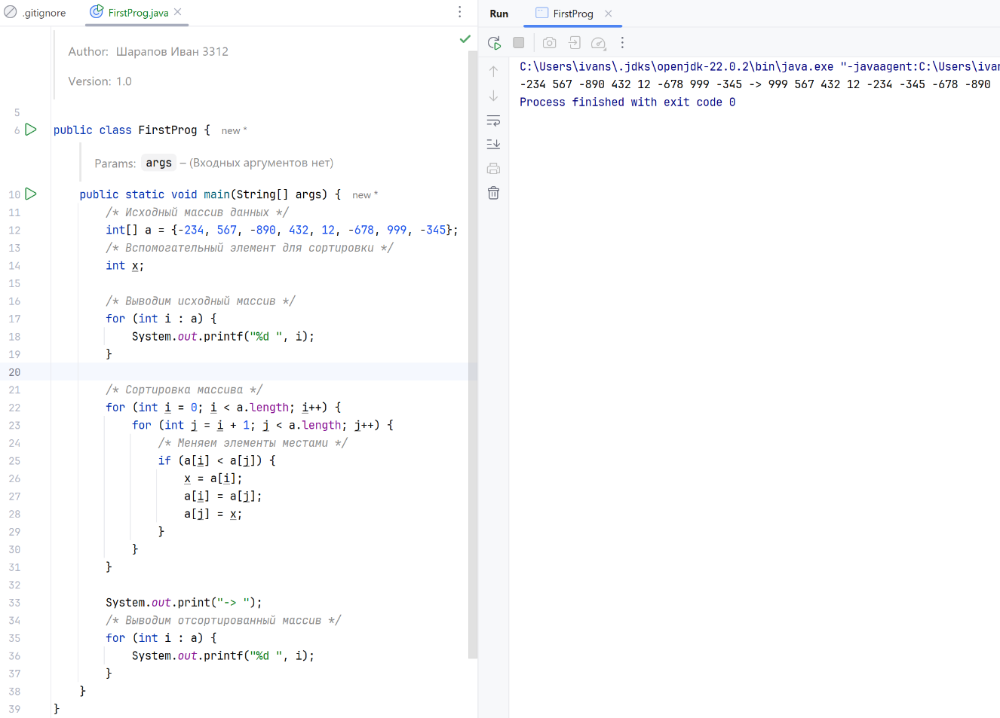 .gitignore
FirstProg.java
Author: Шарапов Иван 3312
Version: 1.0
5
6 public class FirstProg { new *
Params: args – (Входных аргументов нет)
10 public static void main(String[] args) { new *
11 /* Исходный массив данных */
12 int[] a = {-234, 567, -890, 432, 12, -678, 999, -345};
13 /* Вспомогательный элемент для сортировки */
14 int x;
15
16 /* Выводим исходный массив */
17 for (int i : a) {
18 System.out.printf("%d ", i);
19 }
20
21 /* Сортировка массива */
22 for (int i = 0; i < a.length; i++) {
23 for (int j = i + 1; j < a.length; j++) {
24 /* Меняем элементы местами */
25 if (a[i] < a[j]) {
26 x = a[i];
27 a[i] = a[j];
28 a[j] = x;
29 }
30 }
31 }
32
33 System.out.print("-> ");
34 /* Выводим отсортированный массив */
35 for (int i : a) {
36 System.out.printf("%d ", i);
37 }
38 }
39 }
Run FirstProg
C:\Users\ivans\.jdks\openjdk-22.0.2\bin\java.exe "-javaagent:C:\Users\ivan
-234 567 -890 432 12 -678 999 -345 -> 999 567 432 12 -234 -345 -678 -890
Process finished with exit code 0